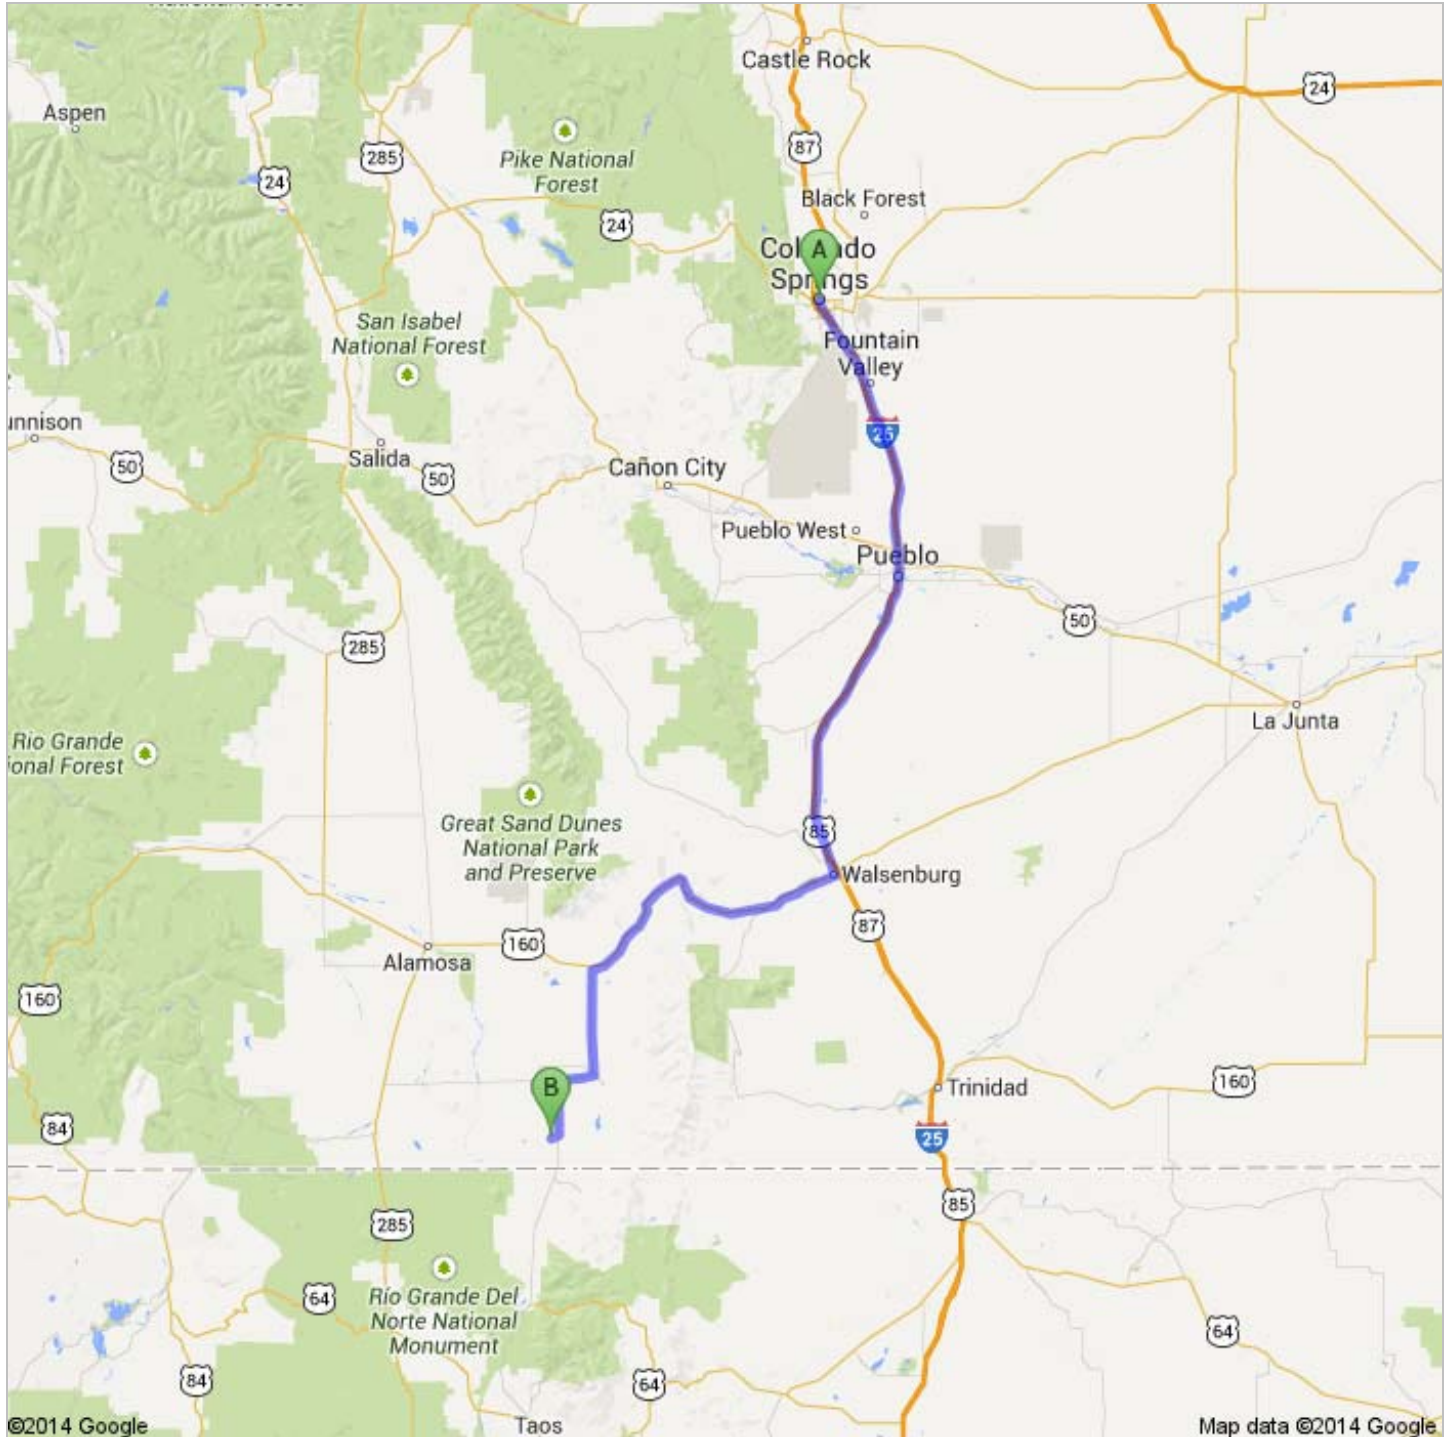 Castle Rock
24
Aspen
87
285
Pike National
Forest
24
Black Forest
24
A
Springs
San Isabel
National Forest
Fountain
Valley
25
unnison
50
Salida
50
Cañon City
Pueblo West
Pueblo
50
285
La Junta
Rio Grande
ional Forest
Great Sand Dunes
National Park
and Preserve
85
Walsenburg
87
160
Alamosa
160
B
Trinidad
160
84
25
85
285
Río Grande Del
Norte National
Monument
64
64
84
64
Taos
©2014 Google
Map data ©2014 Google